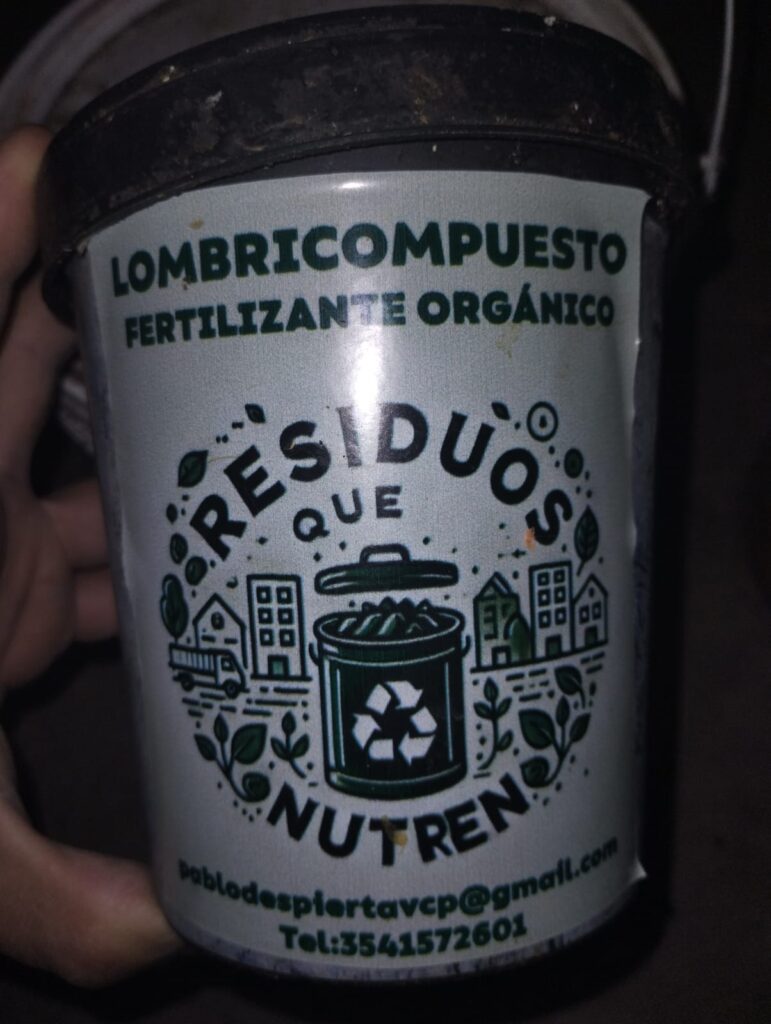 LOMBRICOMPUESTO
FERTILIZANTE ORGÁNICO
RESIDUOS
QUE
NUTREN
pablodespiertavcp@gmail.com
Tel:3541572601